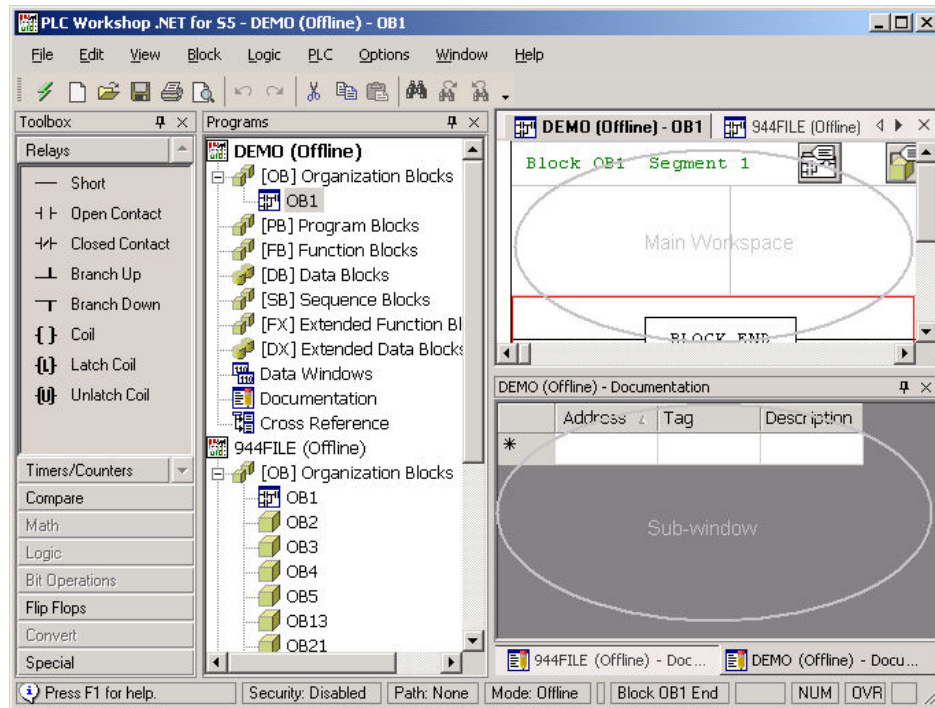 PLC Workshop .NET for S5 - DEMO (Offline) - OB1
File Edit View Block Logic PLC Options Window Help
Toolbox
Relays
Short
Open Contact
Closed Contact
Branch Up
Branch Down
Coil
Latch Coil
Unlatch Coil
Timers/Counters
Compare
Math
Logic
Bit Operations
Flip Flops
Convert
Special
Programs
DEMO (Offline)
[OB] Organization Blocks
OB1
[PB] Program Blocks
[FB] Function Blocks
[DB] Data Blocks
[SB] Sequence Blocks
[FX] Extended Function Bl
[DX] Extended Data Blocks
Data Windows
Documentation
Cross Reference
944FILE (Offline)
[OB] Organization Blocks
OB1
OB2
OB3
OB4
OB5
OB13
OB21
DEMO (Offline) - OB1 944FILE (Offline)
Block OB1 Segment 1
Main Workspace
BLOCK END
DEMO (Offline) - Documentation
Address Tag Description
Sub-window
944FILE (Offline) - Doc... DEMO (Offline) - Docu...
Press F1 for help. Security: Disabled Path: None Mode: Offline Block OB1 End NUM OVR